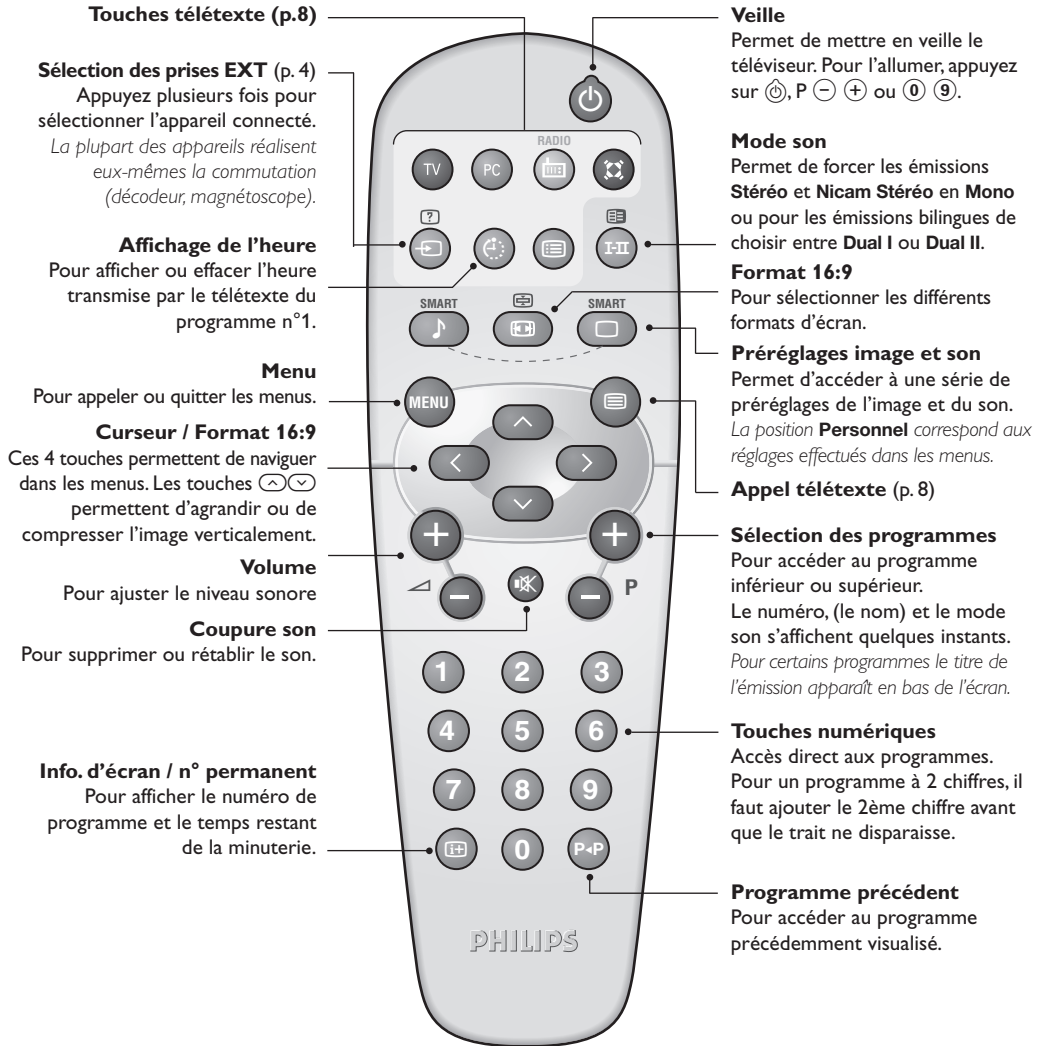 Touches télétexte (p.8)
Sélection des prises EXT (p. 4)
Appuyez plusieurs fois pour
sélectionner l'appareil connecté.
La plupart des appareils réalisent
eux-mêmes la commutation
(décodeur, magnétoscope).
Affichage de l'heure
Pour afficher ou effacer l'heure
transmise par le télétexte du
programme n°1.
Menu
Pour appeler ou quitter les menus.
Curseur / Format 16:9
Ces 4 touches permettent de naviguer
dans les menus. Les touches
permettent d'agrandir ou de
compresser l'image verticalement.
Volume
Pour ajuster le niveau sonore
Coupure son
Pour supprimer ou rétablir le son.
Info. d'écran / n° permanent
Pour afficher le numéro de
programme et le temps restant
de la minuterie.
RADIO
TV PC
?
I-II
SMART SMART
MENU
+ +
- - P
1 2 3
4 5 6
7 8 9
i+ 0 P◂P
PHILIPS
Veille
Permet de mettre en veille le
téléviseur. Pour l'allumer, appuyez
sur ⏻, P - + ou 0 9.
Mode son
Permet de forcer les émissions
Stéréo et Nicam Stéréo en Mono
ou pour les émissions bilingues de
choisir entre Dual I ou Dual II.
Format 16:9
Pour sélectionner les différents
formats d'écran.
Préréglages image et son
Permet d'accéder à une série de
préréglages de l'image et du son.
La position Personnel correspond aux
réglages effectués dans les menus.
Appel télétexte (p. 8)
Sélection des programmes
Pour accéder au programme
inférieur ou supérieur.
Le numéro, (le nom) et le mode
son s'affichent quelques instants.
Pour certains programmes le titre de
l'émission apparaît en bas de l'écran.
Touches numériques
Accès direct aux programmes.
Pour un programme à 2 chiffres, il
faut ajouter le 2ème chiffre avant
que le trait ne disparaisse.
Programme précédent
Pour accéder au programme
précédemment visualisé.